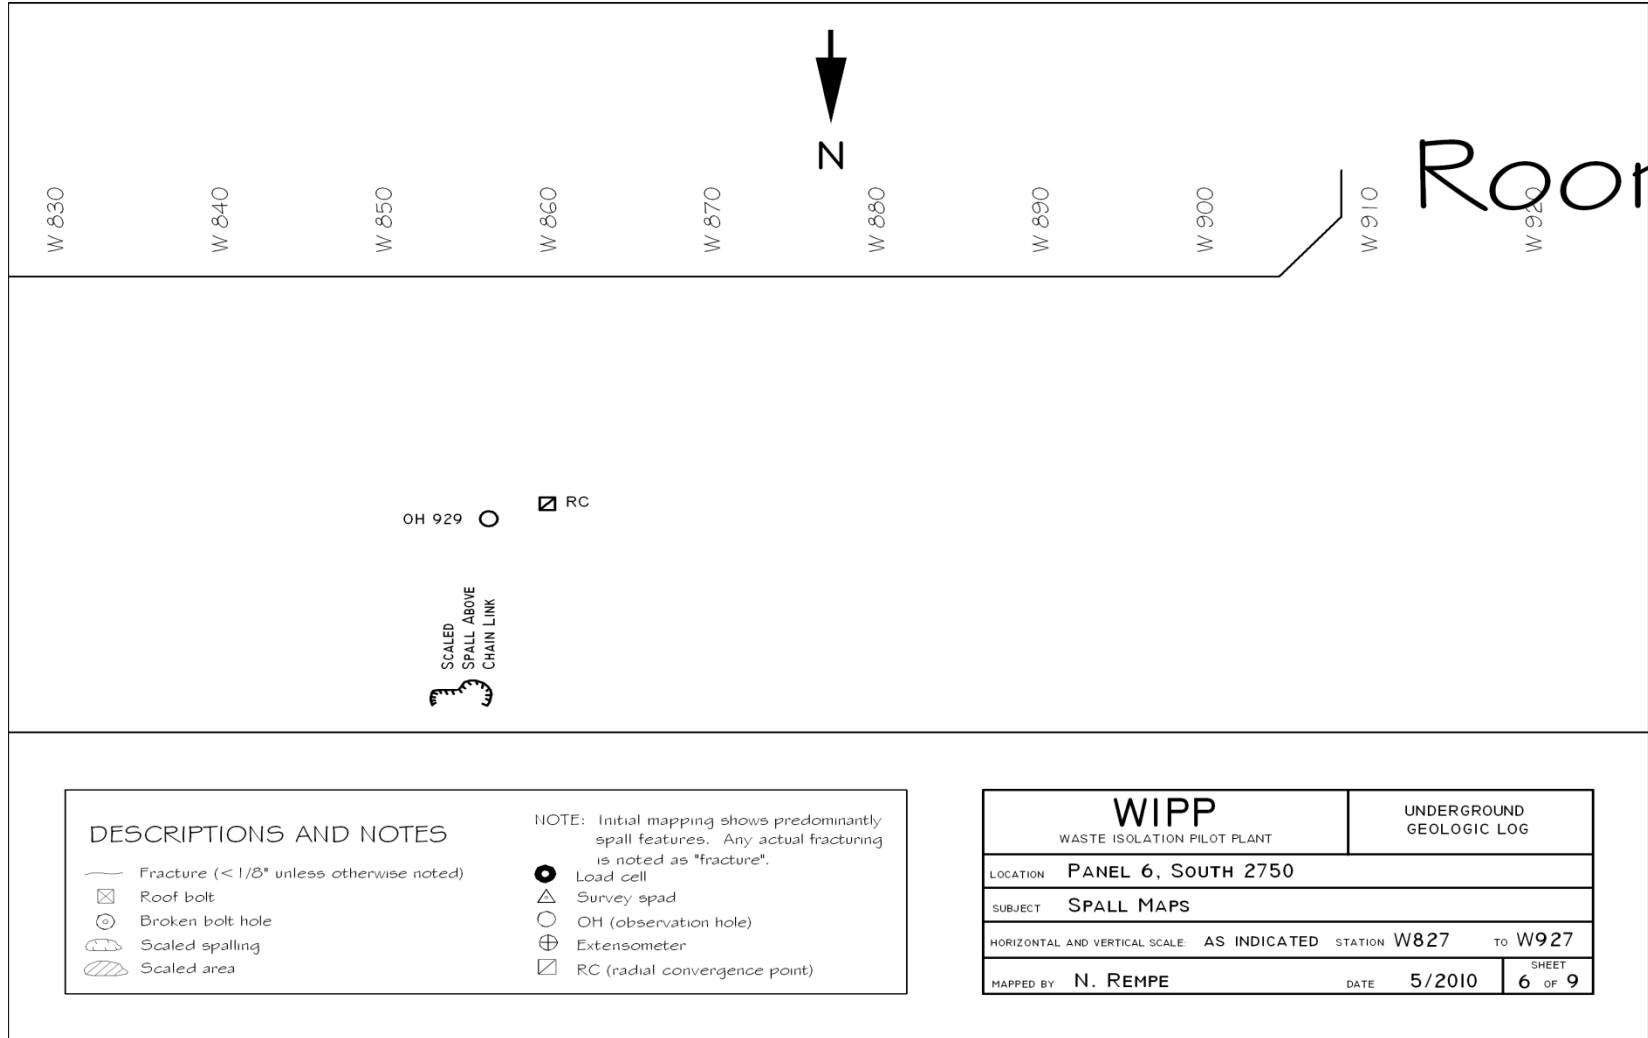 N
Roo
W 830
W 840
W 850
W 860
W 870
W 880
W 890
W 900
W 910
W 920
RC
OH 929
SCALED
SPALL ABOVE
CHAIN LINK
DESCRIPTIONS AND NOTES
Fracture (< 1/8" unless otherwise noted)
Roof bolt
Broken bolt hole
Scaled spalling
Scaled area
NOTE: Initial mapping shows predominantly
spall features. Any actual fracturing
is noted as "fracture".
Load cell
Survey spad
OH (observation hole)
Extensometer
RC (radial convergence point)
WIPP
WASTE ISOLATION PILOT PLANT
UNDERGROUND
GEOLOGIC LOG
LOCATION PANEL 6, SOUTH 2750
SUBJECT SPALL MAPS
HORIZONTAL AND VERTICAL SCALE: AS INDICATED STATION W827 TO W927
MAPPED BY N. REMPE DATE 5/2010 SHEET 6 OF 9